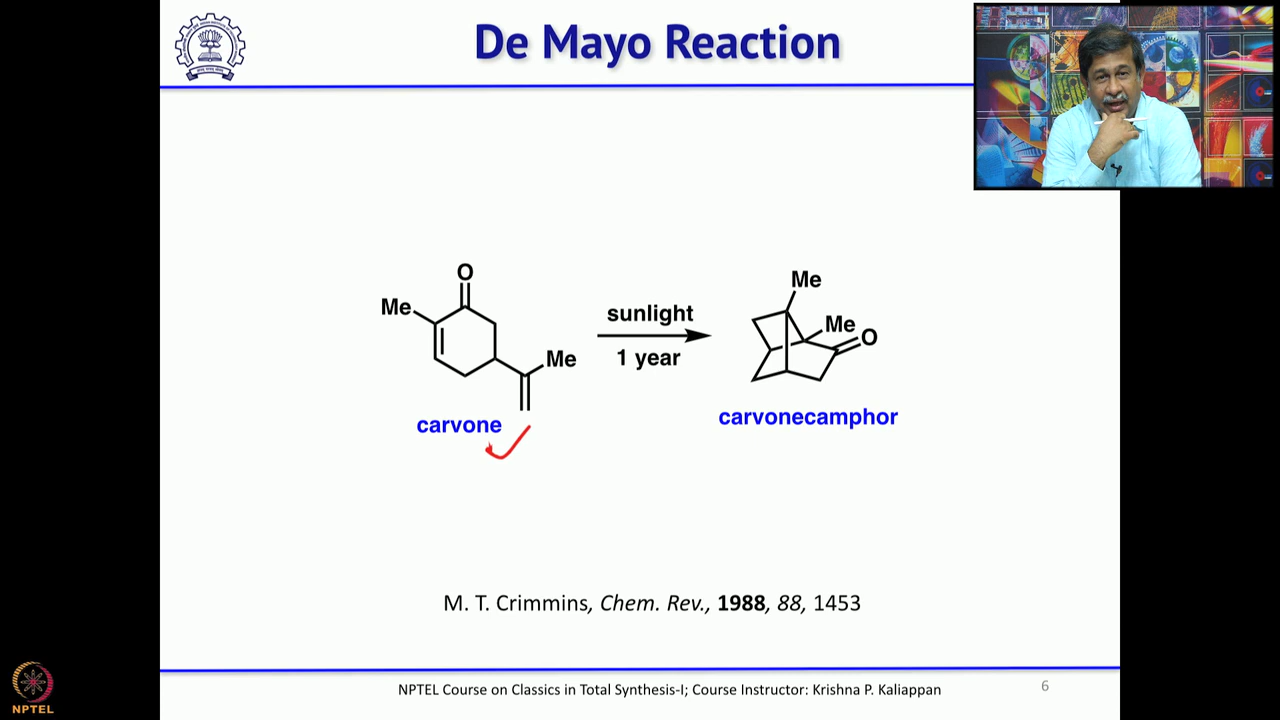 De Mayo Reaction
O
Me
Me
carvone
sunlight
1 year
Me
Me
O
carvonecamphor
M. T. Crimmins, Chem. Rev., 1988, 88, 1453
NPTEL Course on Classics in Total Synthesis-I; Course Instructor: Krishna P. Kaliappan
6
NPTEL